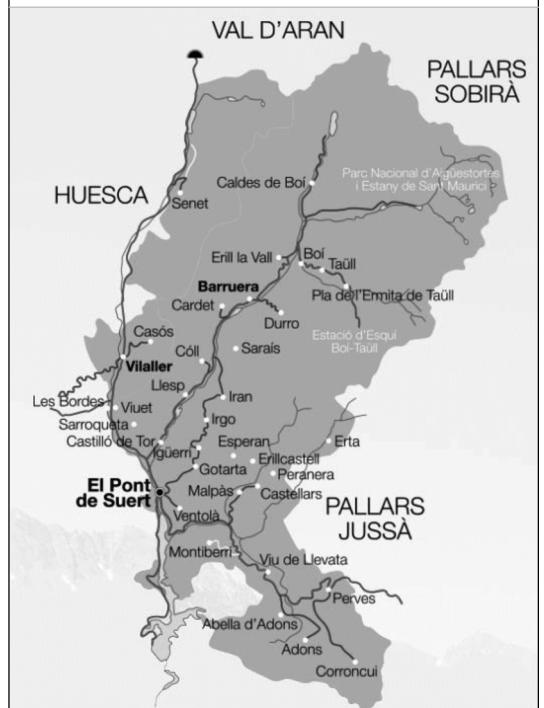 VAL D'ARAN
PALLARS
SOBIRÀ
Parc Nacional d'Aigüestortes
i Estany de Sant Maurici
Caldes de Boí
HUESCA
Senet
Erill la Vall
Boí
Taüll
Barruera
Pla de l'Ermita de Taüll
Cardet
Durro
Estació d'Esquí
Boí-Taüll
Casós
Cóll
Saraís
Vilaller
Llesp
Iran
Les Bordes
Viuet
Irgo
Sarroqueta
Castilló de Tor
Igüerri
Esperan
Erta
Erillcastell
Gotarta
Peranera
El Pont
de Suert
Malpàs
Castellars
PALLARS
JUSSÀ
Ventolà
Montiberri
Viu de Llevata
Perves
Abella d'Adons
Adons
Corroncui